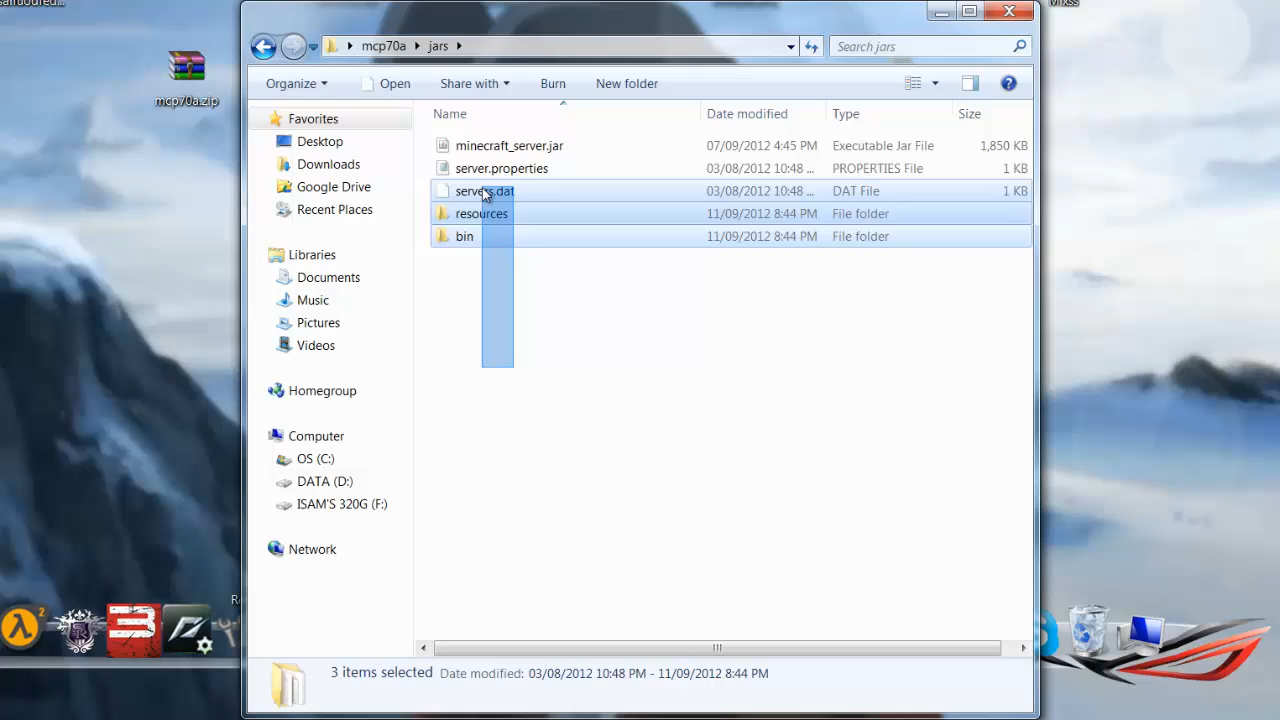 mcp70a.zip
mcp70a
jars
Search jars
Organize
Open
Share with
Burn
New folder
Name
Date modified
Type
Size
Favorites
Desktop
Downloads
Google Drive
Recent Places
Libraries
Documents
Music
Pictures
Videos
Homegroup
Computer
OS (C:)
DATA (D:)
ISAM'S 320G (F:)
Network
minecraft_server.jar 07/09/2012 4:45 PM Executable Jar File 1,850 KB
server.properties 03/08/2012 10:48 ... PROPERTIES File 1 KB
servers.dat 03/08/2012 10:48 ... DAT File 1 KB
resources 11/09/2012 8:44 PM File folder
bin 11/09/2012 8:44 PM File folder
3 items selected Date modified: 03/08/2012 10:48 PM - 11/09/2012 8:44 PM
2
3